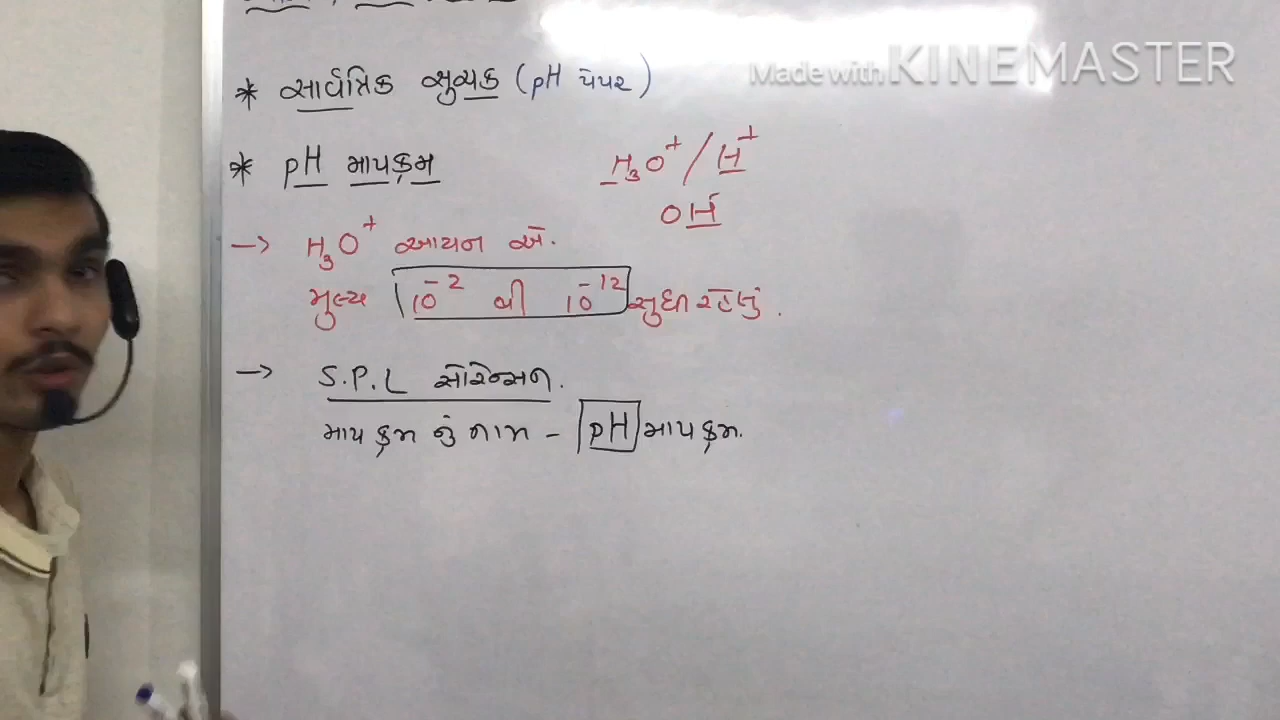 Made with KINEMASTER
* સાર્વત્રિક સુચક (pH પેપર)
* pH માપક્રમ
H₃O⁺ / H⁺
OH⁻
→ H₃O⁺ આયન
મુલ્ય 10⁻² થી 10⁻¹² સુધી રહેલું.
→ S.P.L સોરેન્સન.
માપક્રમ નું નામ - pH માપક્રમ.